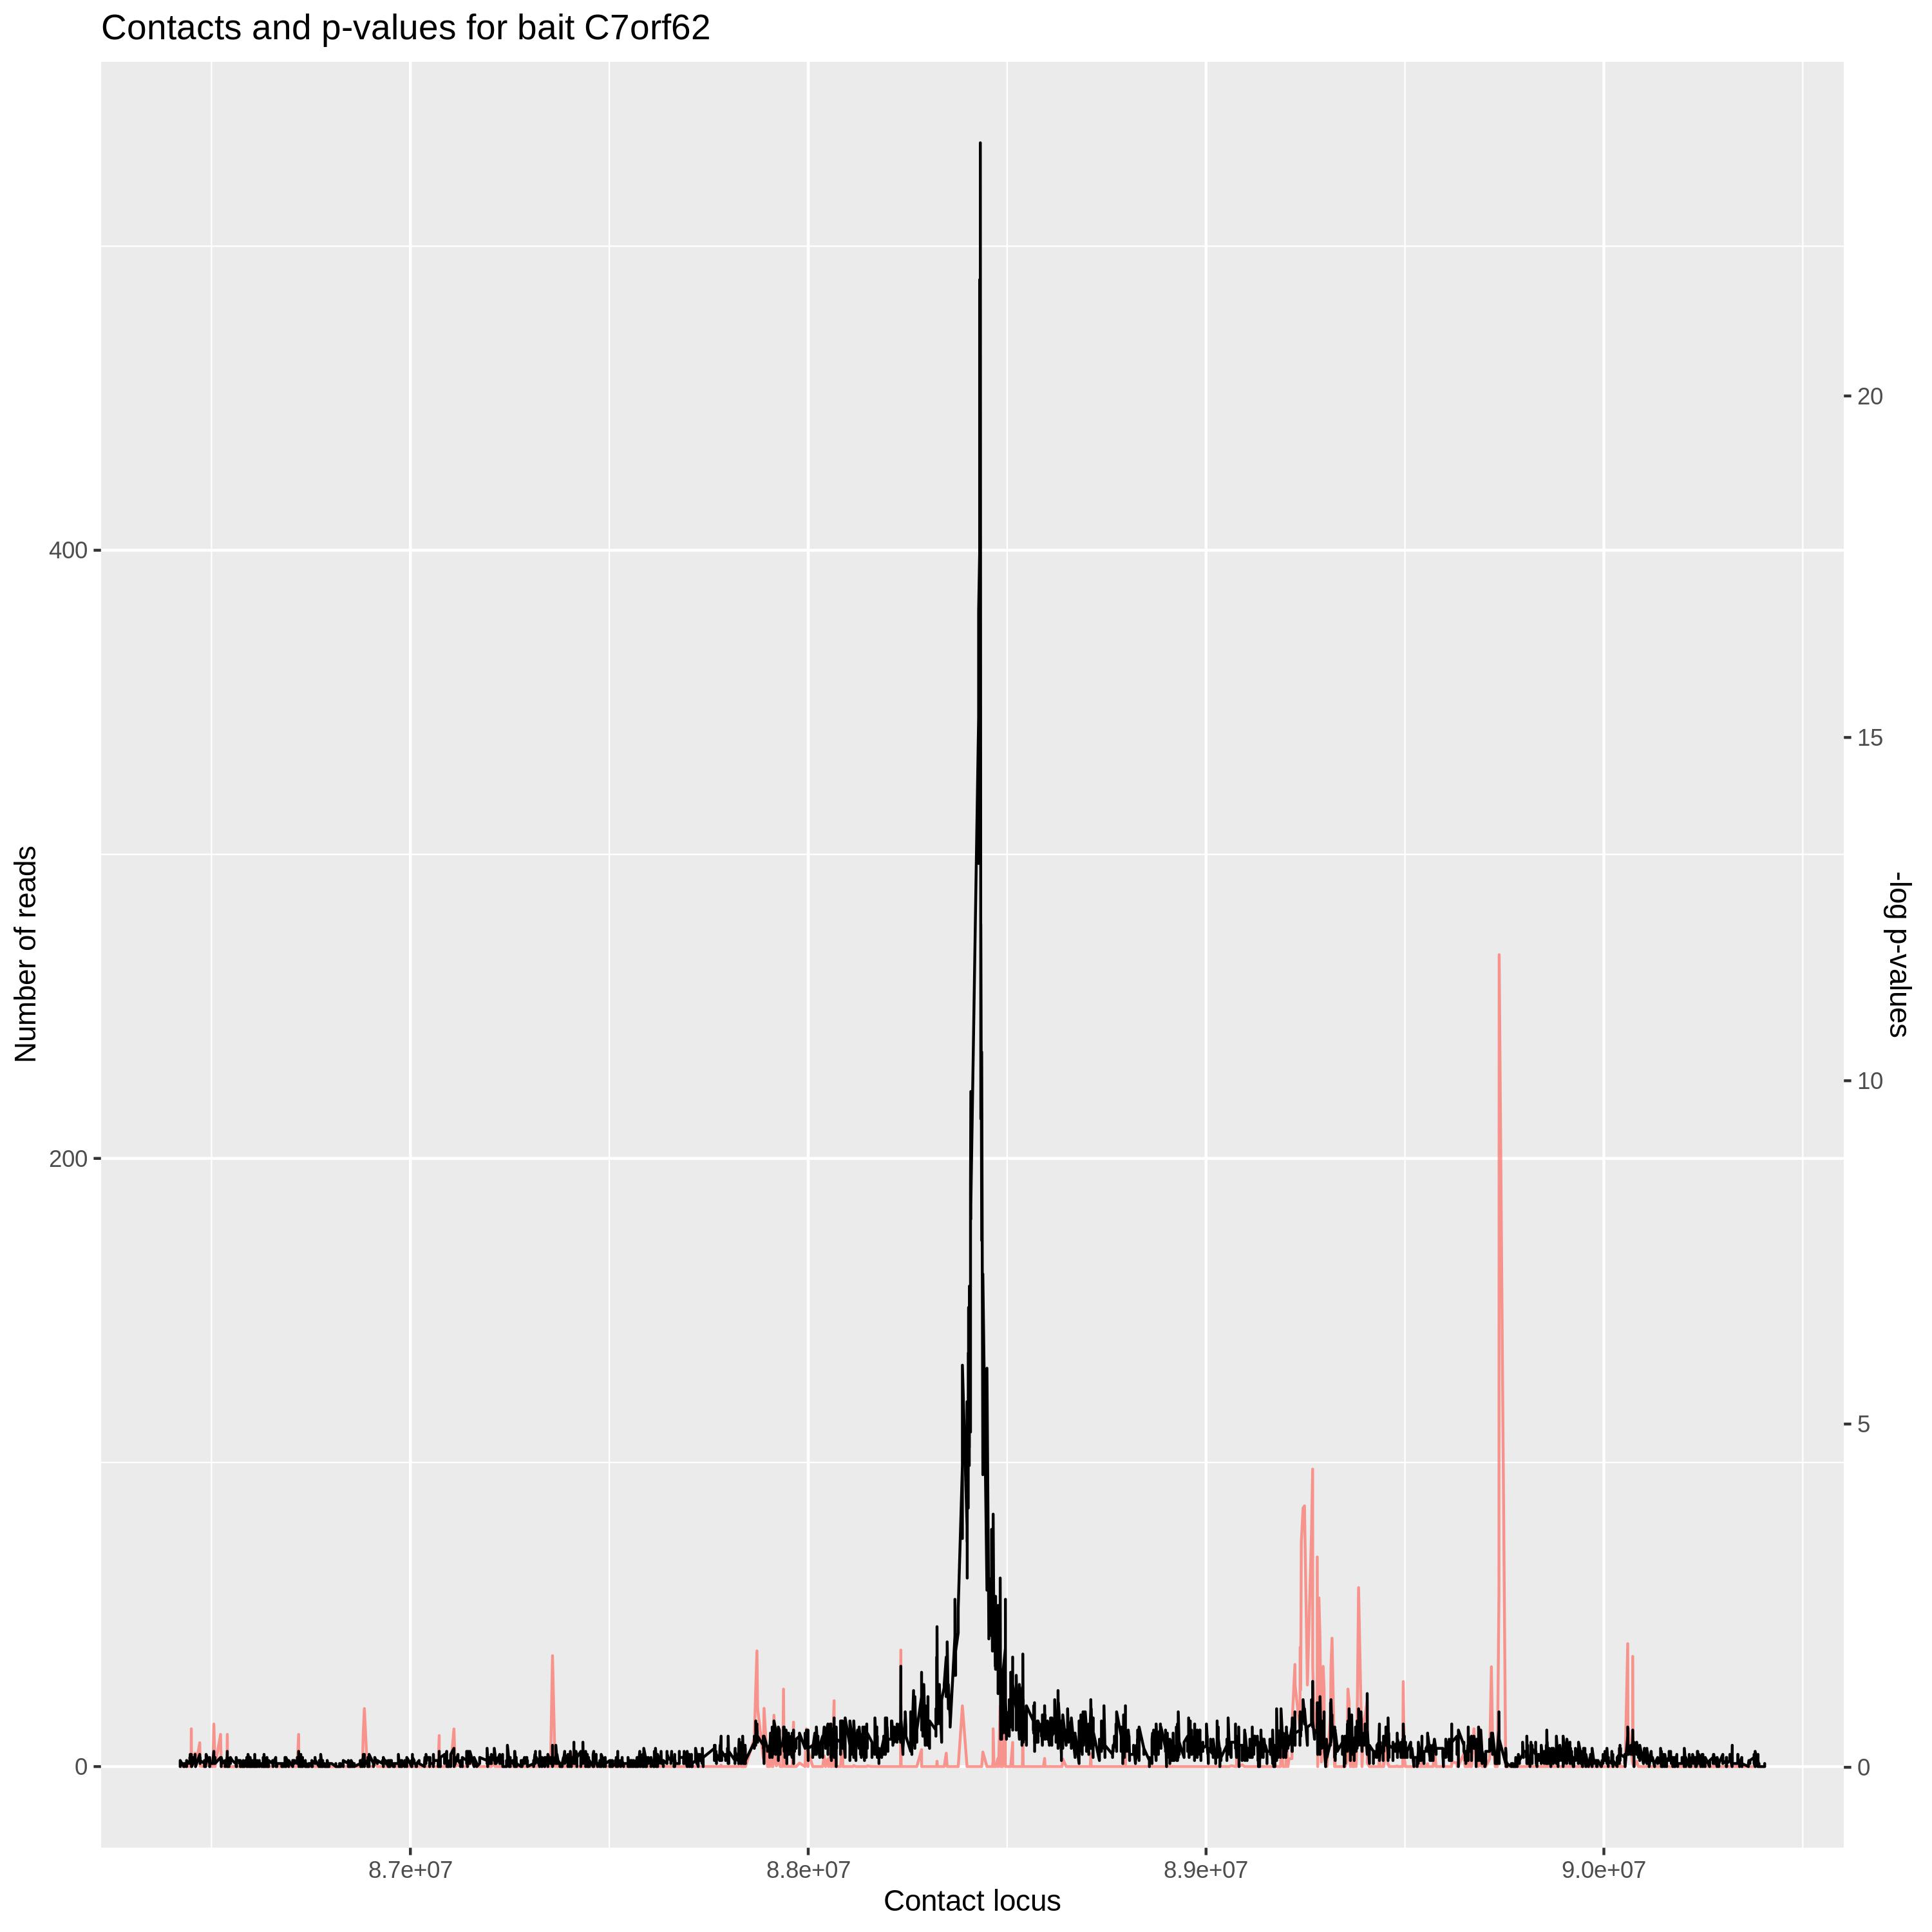 Contacts and p-values for bait C7orf62
Number of reads
400
200
0
20
15
10
5
0
-log p-values
8.7e+07 8.8e+07 8.9e+07 9.0e+07
Contact locus